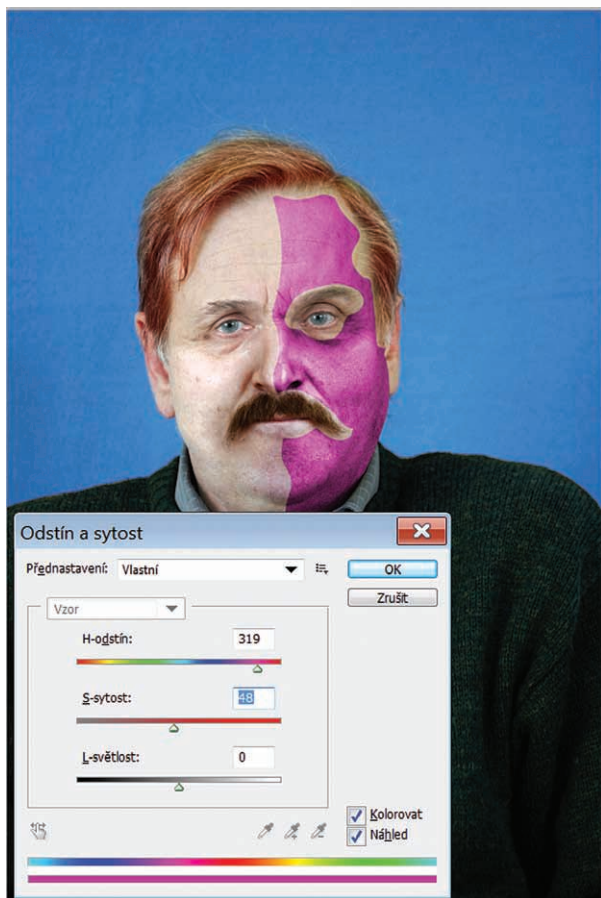 Odstín a sytost
Přednastavení: Vlastní
OK
Zrušit
Vzor
H-odstín: 319
S-sytost: 48
L-světlost: 0
Kolorovat
Náhled